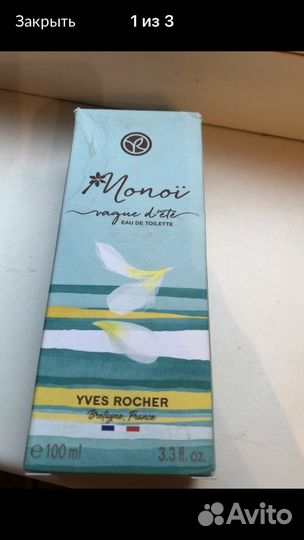 Закрыть 1 из 3
Monoï
vague d'été
EAU DE TOILETTE
YVES ROCHER
Bretagne, France
e 100 ml 3.3 fl. oz.
Avito